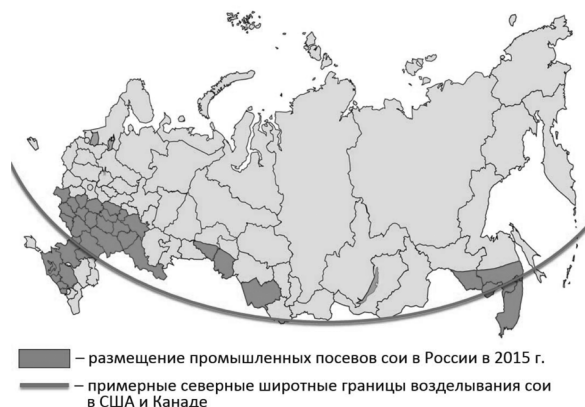 – размещение промышленных посевов сои в России в 2015 г.
– примерные северные широтные границы возделывания сои
в США и Канаде